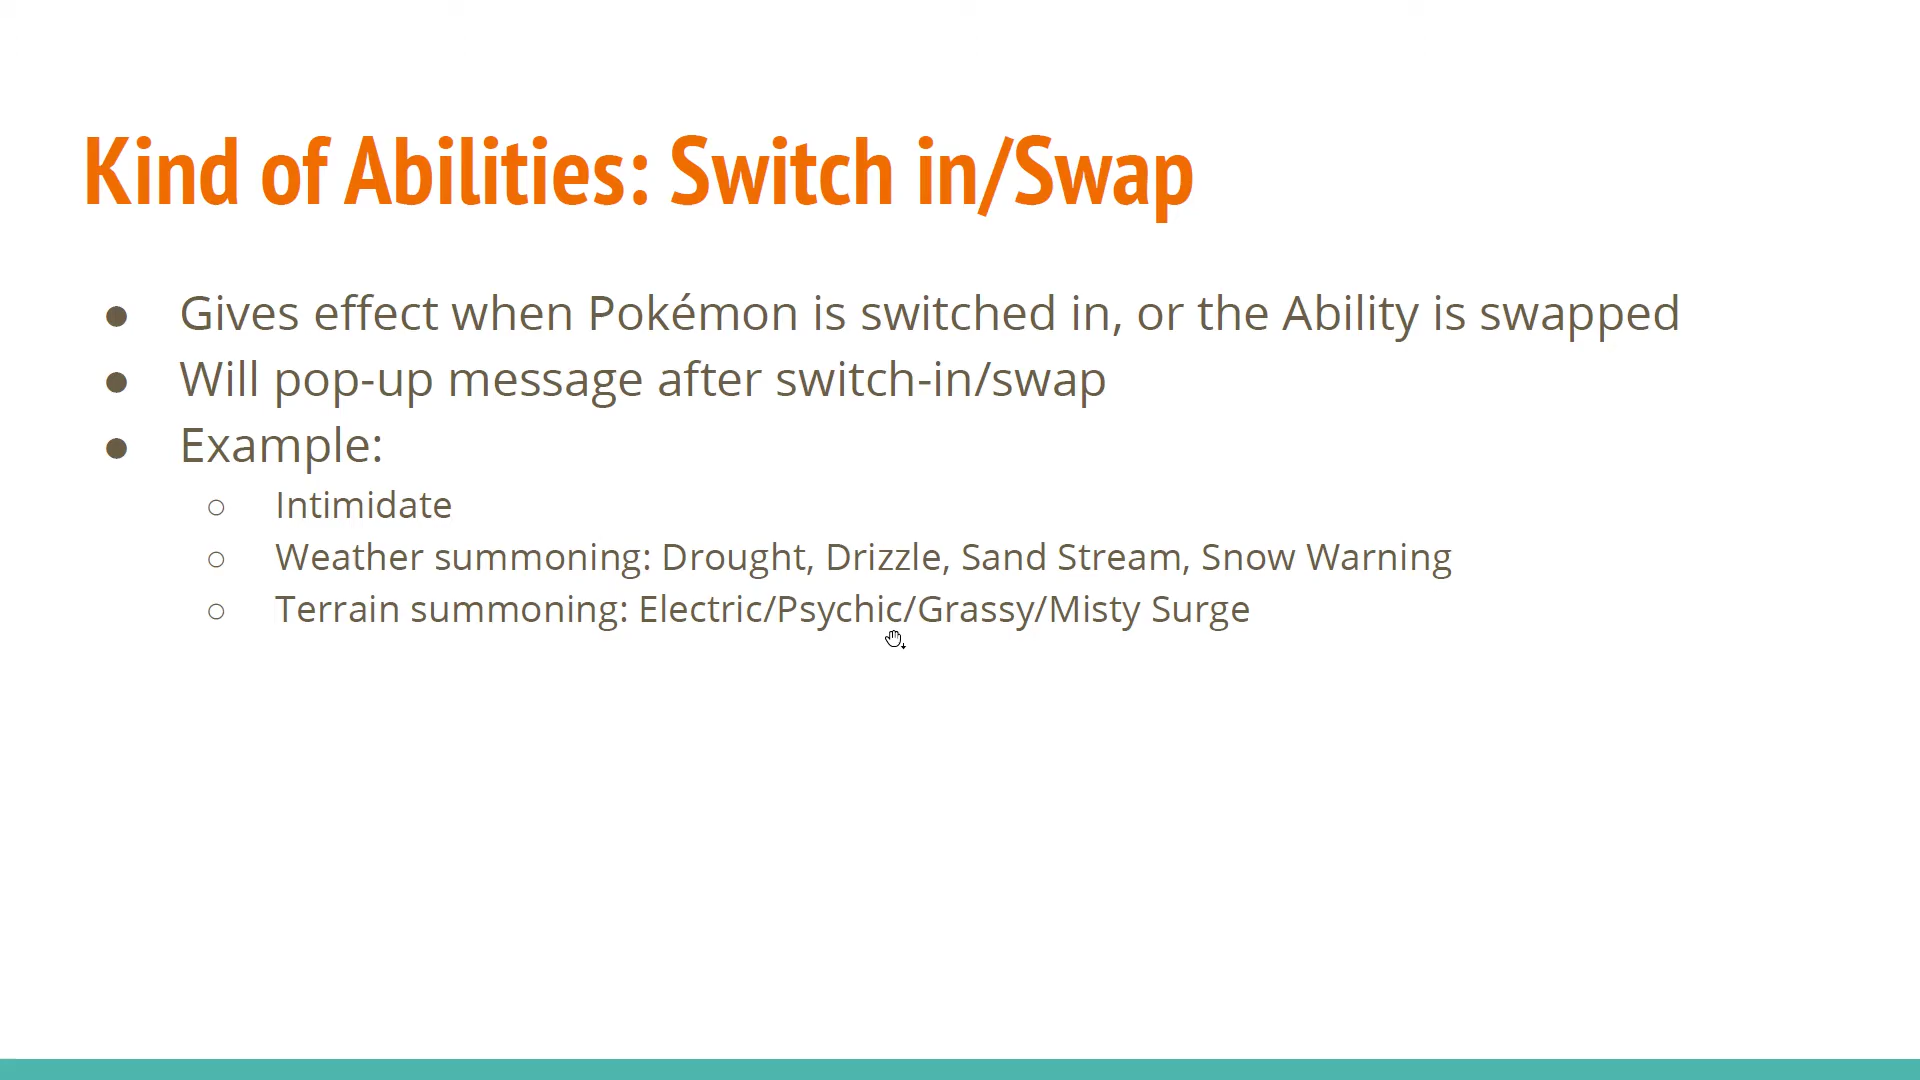 Kind of Abilities: Switch in/Swap
● Gives effect when Pokémon is switched in, or the Ability is swapped
● Will pop-up message after switch-in/swap
● Example:
○ Intimidate
○ Weather summoning: Drought, Drizzle, Sand Stream, Snow Warning
○ Terrain summoning: Electric/Psychic/Grassy/Misty Surge